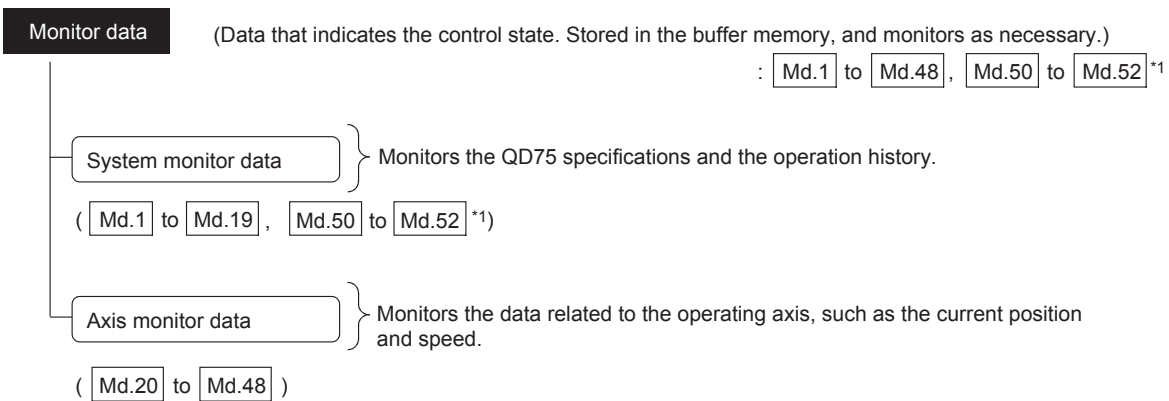 Monitor data (Data that indicates the control state. Stored in the buffer memory, and monitors as necessary.)
: Md.1 to Md.48 , Md.50 to Md.52 *1
System monitor data Monitors the QD75 specifications and the operation history.
( Md.1 to Md.19 , Md.50 to Md.52 *1)
Axis monitor data Monitors the data related to the operating axis, such as the current position
and speed.
( Md.20 to Md.48 )